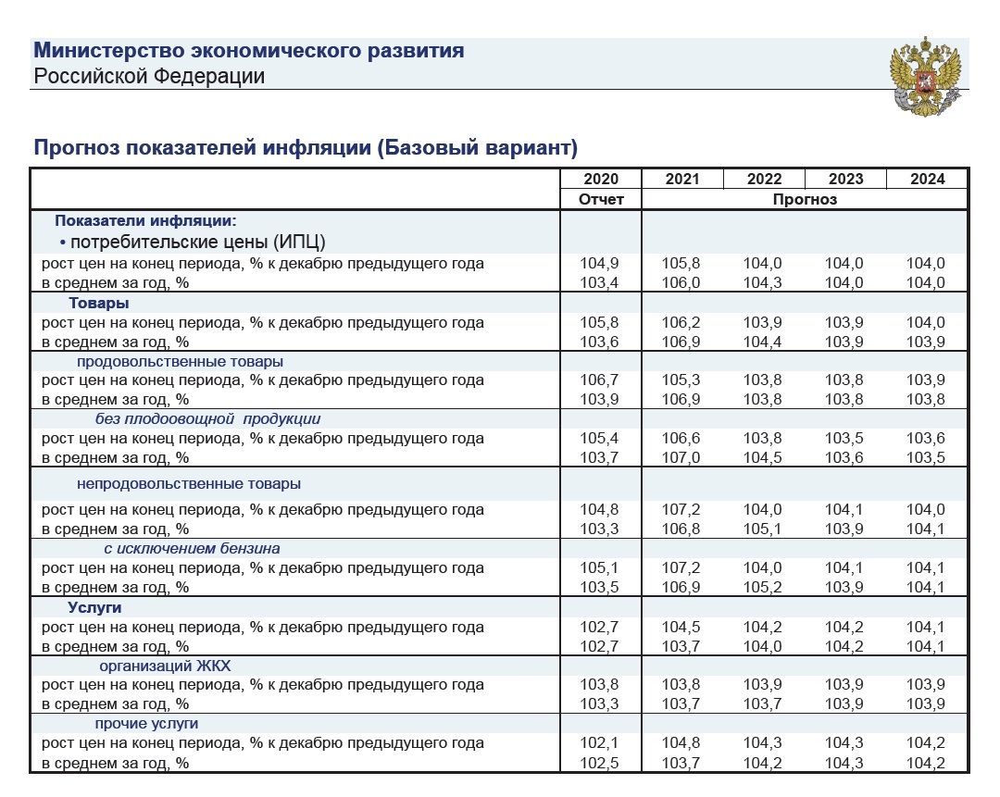 Министерство экономического развития
Российской Федерации
Прогноз показателей инфляции (Базовый вариант)
2020 2021 2022 2023 2024
Отчет Прогноз
Показатели инфляции:
• потребительские цены (ИПЦ)
рост цен на конец периода, % к декабрю предыдущего года 104,9 105,8 104,0 104,0 104,0
в среднем за год, % 103,4 106,0 104,3 104,0 104,0
Товары
рост цен на конец периода, % к декабрю предыдущего года 105,8 106,2 103,9 103,9 104,0
в среднем за год, % 103,6 106,9 104,4 103,9 103,9
продовольственные товары
рост цен на конец периода, % к декабрю предыдущего года 106,7 105,3 103,8 103,8 103,9
в среднем за год, % 103,9 106,9 103,8 103,8 103,8
без плодоовощной продукции
рост цен на конец периода, % к декабрю предыдущего года 105,4 106,6 103,8 103,5 103,6
в среднем за год, % 103,7 107,0 104,5 103,6 103,5
непродовольственные товары
рост цен на конец периода, % к декабрю предыдущего года 104,8 107,2 104,0 104,1 104,0
в среднем за год, % 103,3 106,8 105,1 103,9 104,1
с исключением бензина
рост цен на конец периода, % к декабрю предыдущего года 105,1 107,2 104,0 104,1 104,1
в среднем за год, % 103,5 106,9 105,2 103,9 104,1
Услуги
рост цен на конец периода, % к декабрю предыдущего года 102,7 104,5 104,2 104,2 104,1
в среднем за год, % 102,7 103,7 104,0 104,2 104,1
организаций ЖКХ
рост цен на конец периода, % к декабрю предыдущего года 103,8 103,8 103,9 103,9 103,9
в среднем за год, % 103,3 103,7 103,7 103,9 103,9
прочие услуги
рост цен на конец периода, % к декабрю предыдущего года 102,1 104,8 104,3 104,3 104,2
в среднем за год, % 102,5 103,7 104,2 104,3 104,2